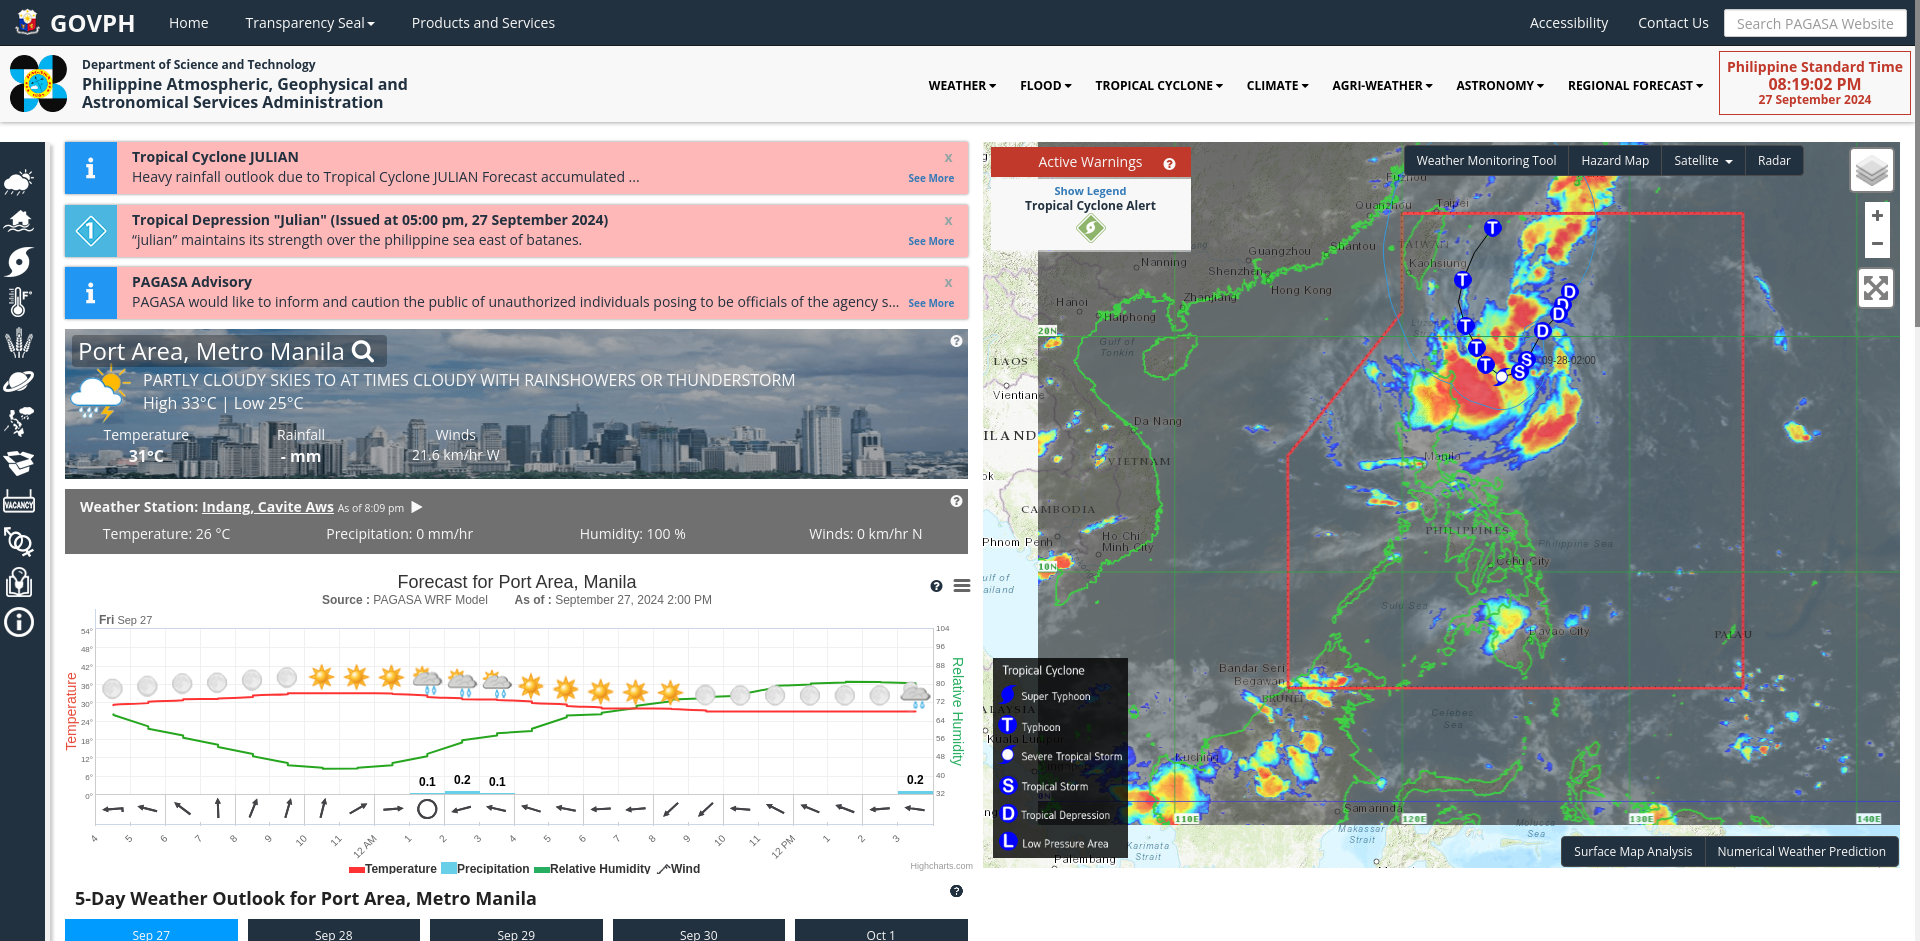 GOVPH
Home
Transparency Seal
Products and Services
Accessibility
Contact Us
Search PAGASA Website
Department of Science and Technology
Philippine Atmospheric, Geophysical and
Astronomical Services Administration
WEATHER
FLOOD
TROPICAL CYCLONE
CLIMATE
AGRI-WEATHER
ASTRONOMY
REGIONAL FORECAST
Philippine Standard Time
08:19:02 PM
27 September 2024
Tropical Cyclone JULIAN
x
Heavy rainfall outlook due to Tropical Cyclone JULIAN Forecast accumulated ...
See More
Tropical Depression "Julian" (Issued at 05:00 pm, 27 September 2024)
x
“julian” maintains its strength over the philippine sea east of batanes.
See More
PAGASA Advisory
x
PAGASA would like to inform and caution the public of unauthorized individuals posing to be officials of the agency s...
See More
VACANCY
Port Area, Metro Manila
PARTLY CLOUDY SKIES TO AT TIMES CLOUDY WITH RAINSHOWERS OR THUNDERSTORM
High 33°C | Low 25°C
Temperature
Rainfall
Winds
31°C
- mm
21.6 km/hr W
Weather Station: Indang, Cavite Aws As of 8:09 pm
Temperature: 26 °C
Precipitation: 0 mm/hr
Humidity: 100 %
Winds: 0 km/hr N
Forecast for Port Area, Manila
Source : PAGASA WRF Model As of : September 27, 2024 2:00 PM
Fri Sep 27
54°
48°
42°
36°
30°
24°
18°
12°
6°
0°
Temperature
104
96
88
80
72
64
56
48
40
32
Relative Humidity
0.1
0.2
0.1
0.2
4 5 6 7 8 9 10 11 12 AM 1 2 3 4 5 6 7 8 9 10 11 12 PM 1 2 3
Temperature Precipitation Relative Humidity Wind
Highcharts.com
5-Day Weather Outlook for Port Area, Metro Manila
Sep 27
Sep 28
Sep 29
Sep 30
Oct 1
Active Warnings
Show Legend
Tropical Cyclone Alert
Weather Monitoring Tool
Hazard Map
Satellite
Radar
+
−
Fuzhou
Quanzhou
Taipei
TAIWAN
Kaohsiung
Guangzhou
Shantou
Nanning
Shenzhen
Hong Kong
Zhanjiang
Hanoi
Haiphong
Gulf of
Tonkin
20N
LAOS
Vientiane
09-28-02:00
Da Nang
ILAND
VIETNAM
Manila
ok
CAMBODIA
Ho Chi
Minh City
Phnom Penh
PHILIPPINES
Philippine Sea
Cebu City
10N
ulf of
ailand
Sulu Sea
Davao City
PALAU
Bandar Seri
Begawan
BRUNEI
Celebes
Sea
ALAYSIA
Kuala Lumpur
Kuching
Samarinda
110E
120E
130E
140E
Makassar
Strait
Molucca
Sea
Karimata
Strait
Palembang
Tropical Cyclone
Super Typhoon
T Typhoon
Severe Tropical Storm
S Tropical Storm
D Tropical Depression
L Low Pressure Area
Surface Map Analysis
Numerical Weather Prediction